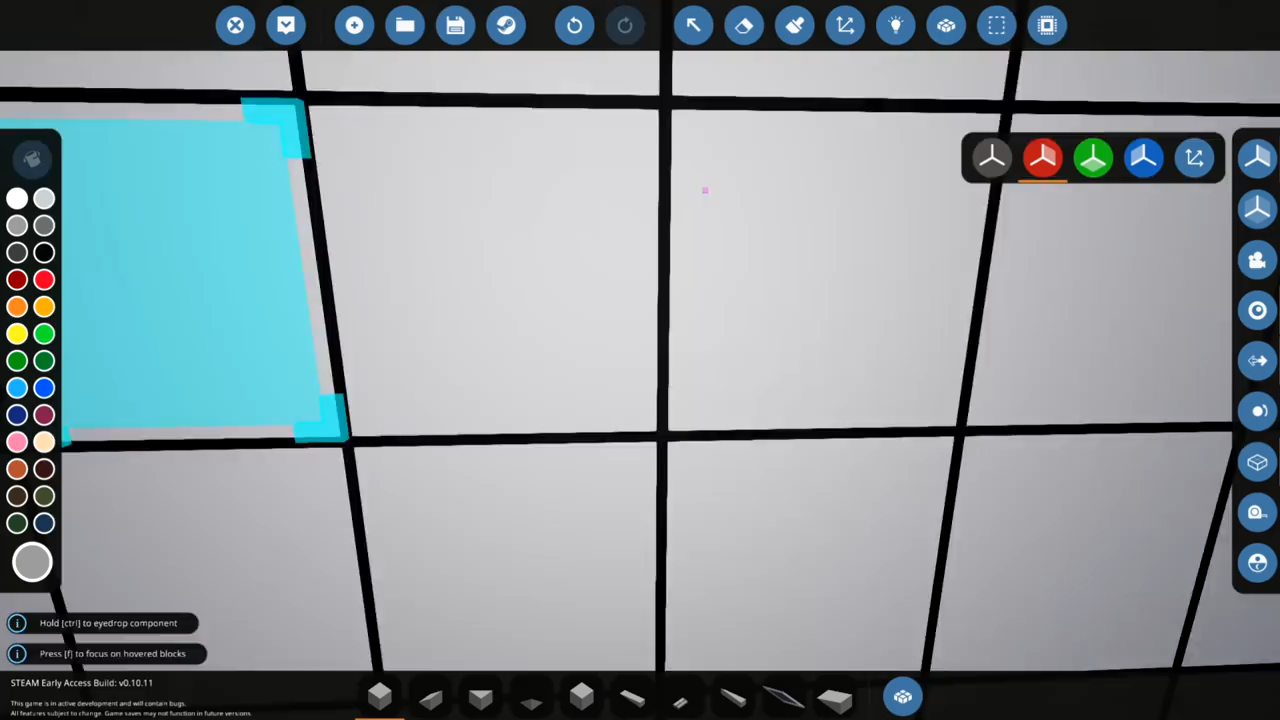 Hold [ctrl] to eyedrop component
Press [f] to focus on hovered blocks
STEAM Early Access Build: v0.10.11
This game is in active development and will contain bugs.
All features subject to change. Game saves may not function in future versions